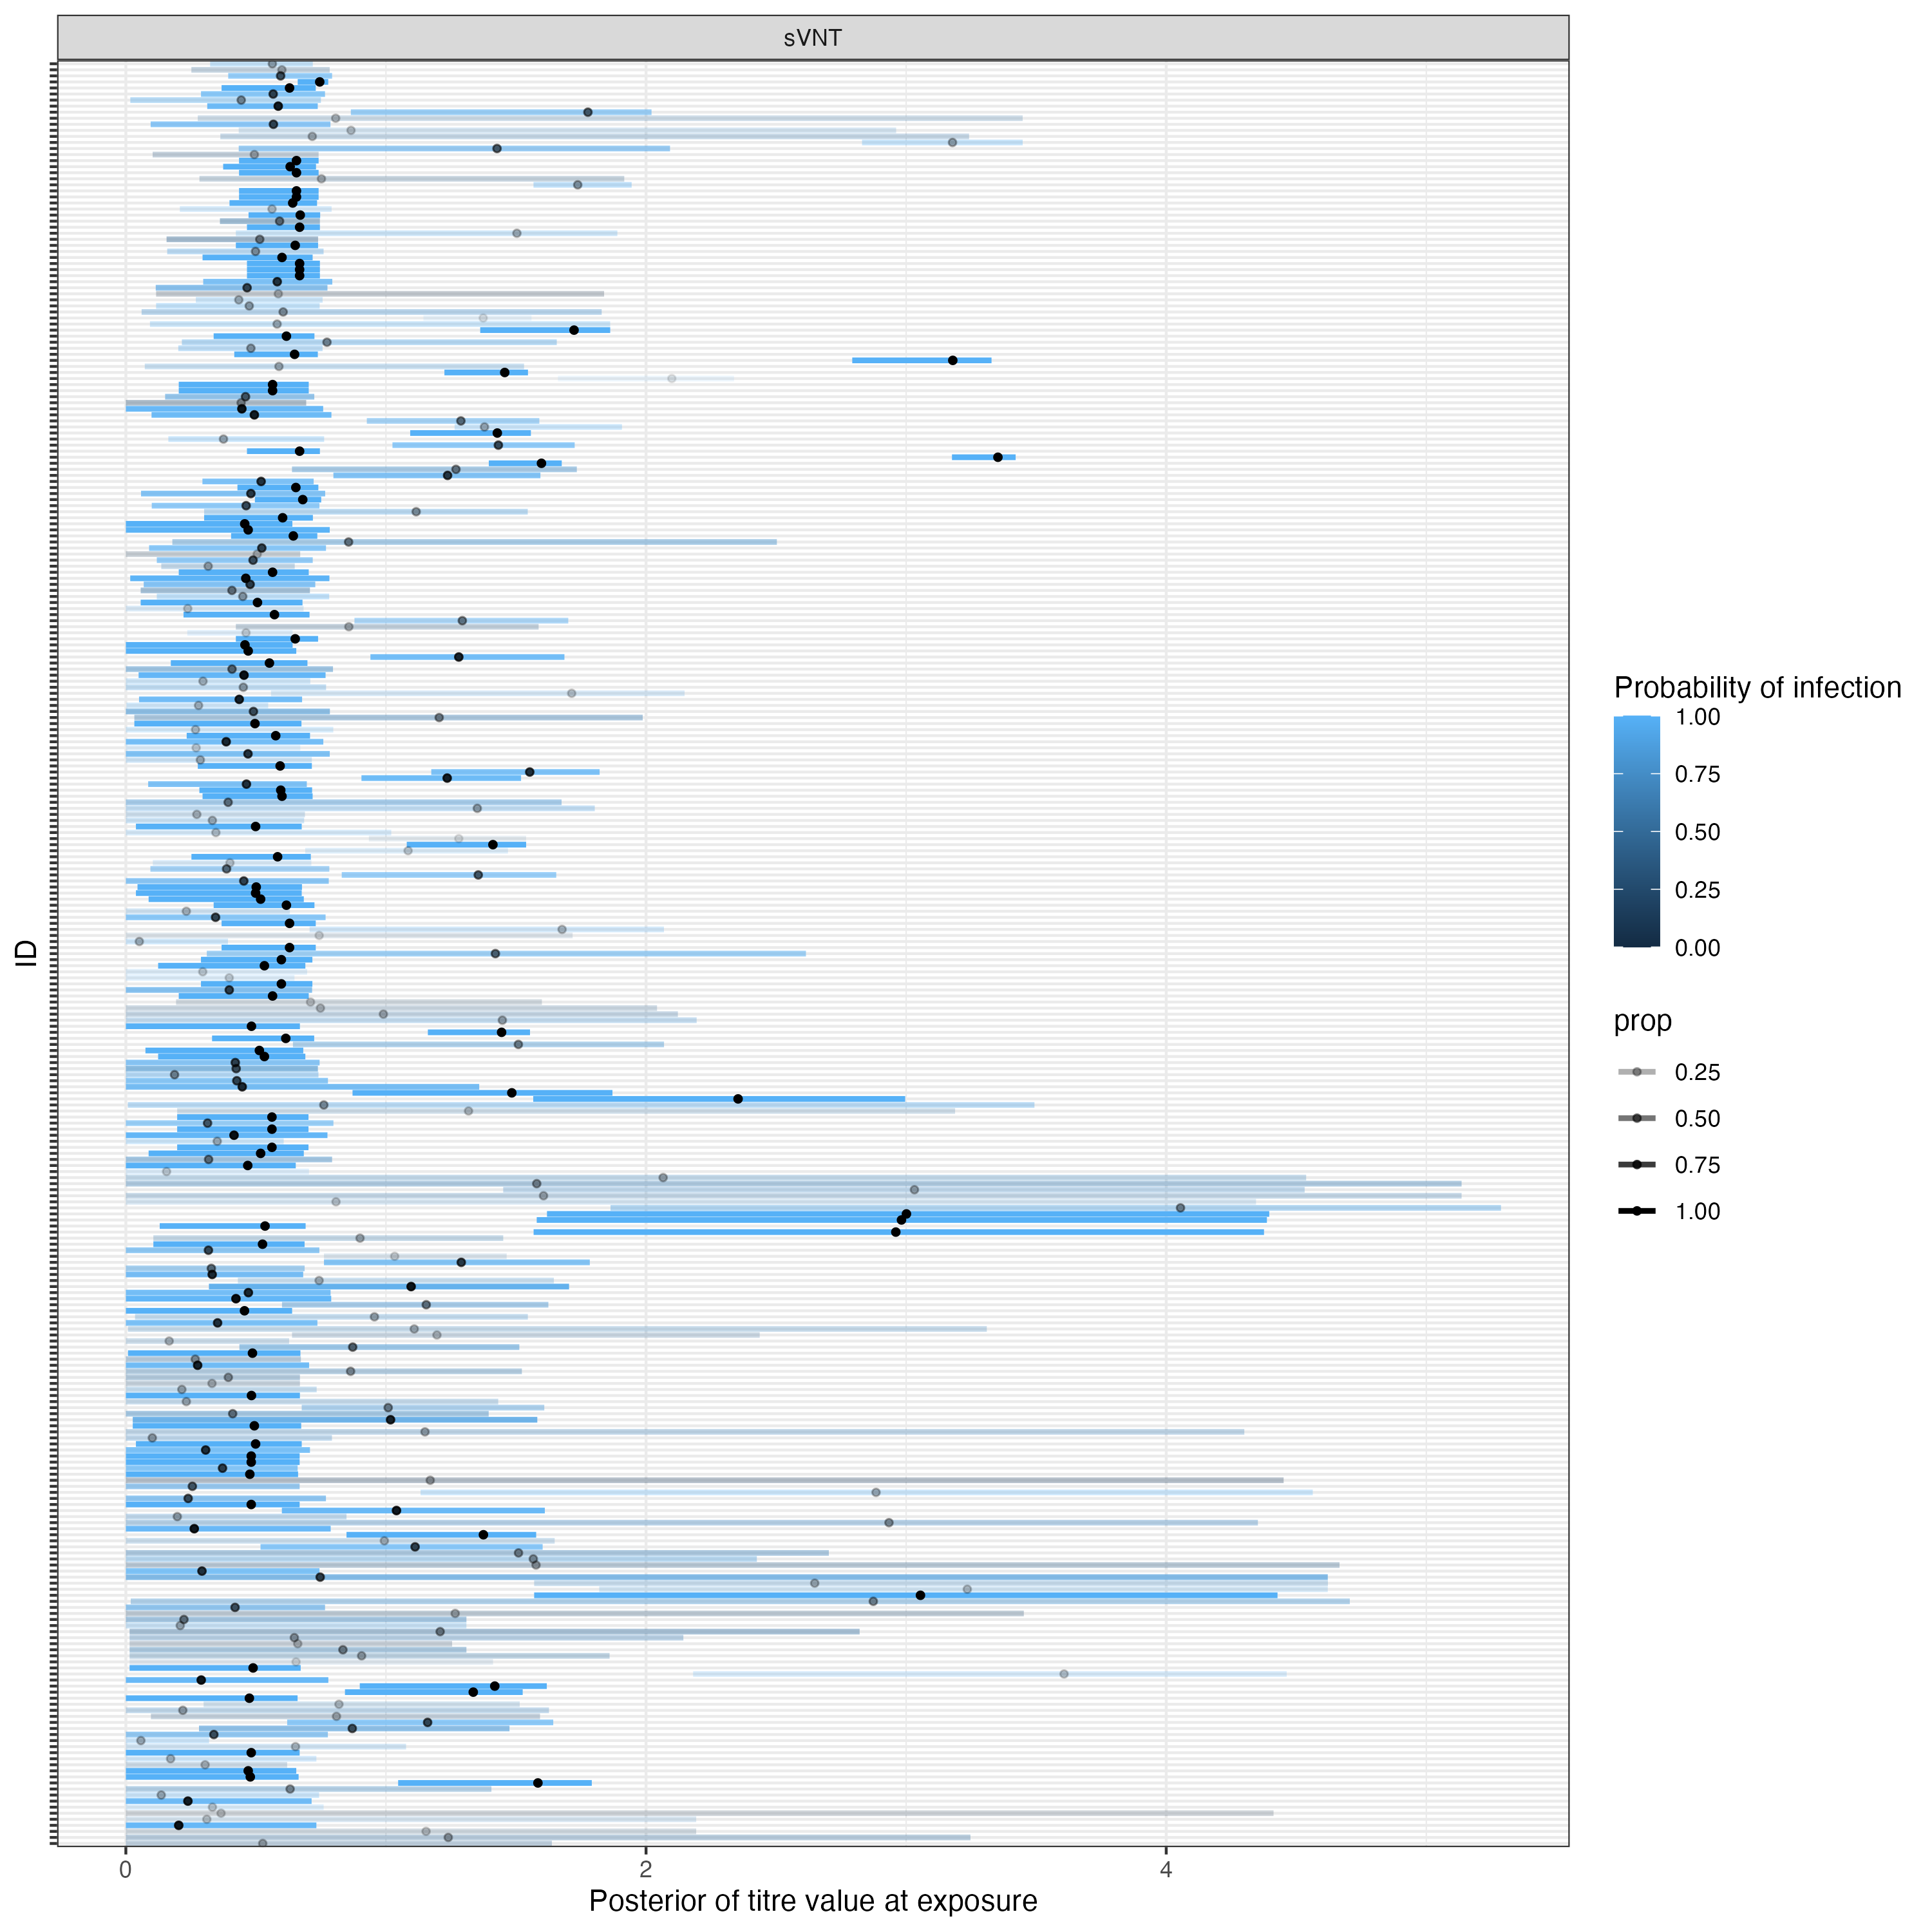 sVNT
ID
0
2
4
Posterior of titre value at exposure
Probability of infection
1.00
0.75
0.50
0.25
0.00
prop
0.25
0.50
0.75
1.00